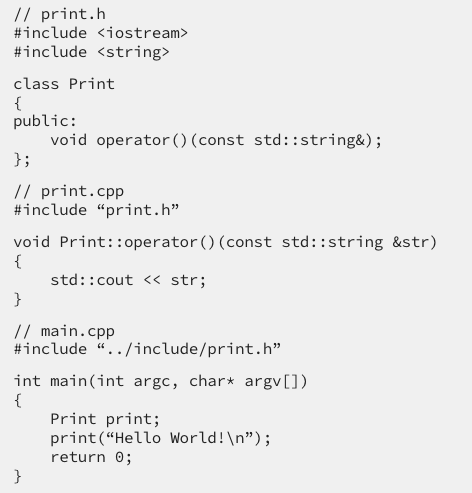 // print.h
#include <iostream>
#include <string>
class Print
{
public:
    void operator()(const std::string&);
};
// print.cpp
#include “print.h”
void Print::operator()(const std::string &str)
{
    std::cout << str;
}
// main.cpp
#include “../include/print.h”
int main(int argc, char* argv[])
{
    Print print;
    print(“Hello World!\n”);
    return 0;
}